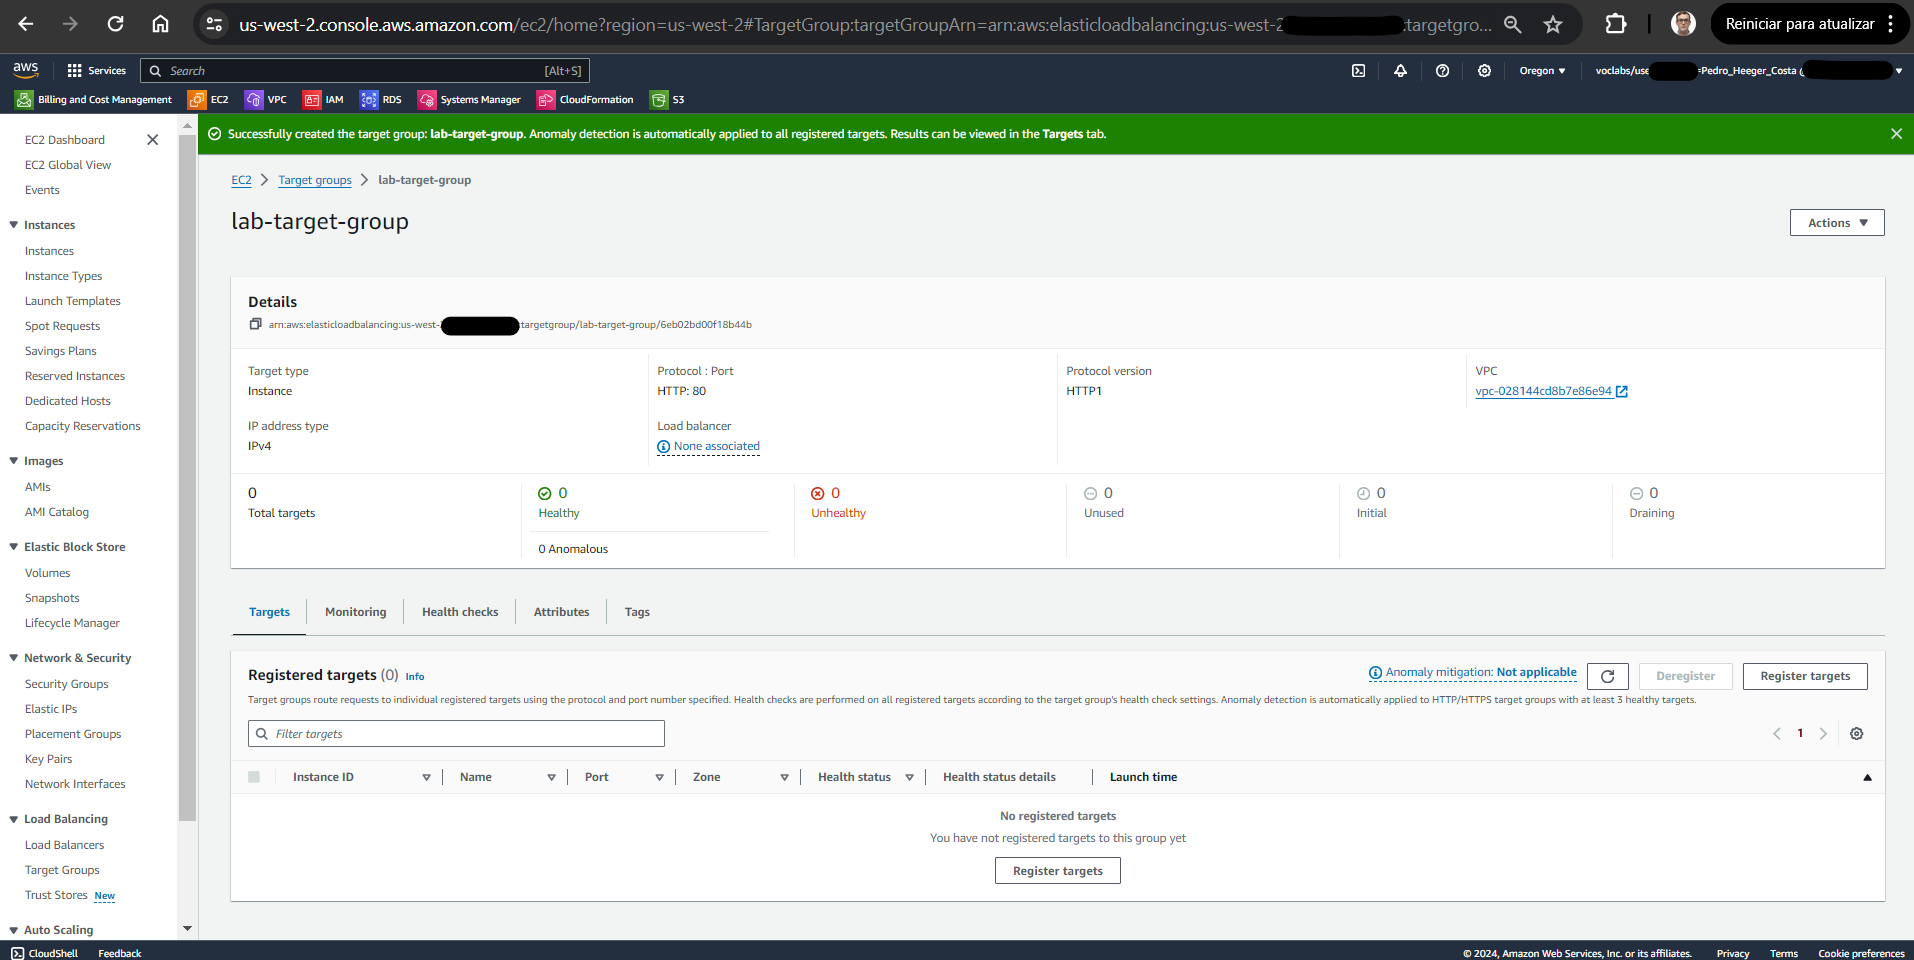 us-west-2.console.aws.amazon.com/ec2/home?region=us-west-2#TargetGroup:targetGroupArn=arn:aws:elasticloadbalancing:us-west-2 :targetgro...
Reiniciar para atualizar
aws
Services
Search
[Alt+S]
Oregon
voclabs/use =Pedro_Heeger_Costa @
Billing and Cost Management
EC2
VPC
IAM
RDS
Systems Manager
CloudFormation
S3
EC2 Dashboard
EC2 Global View
Events
Instances
Instances
Instance Types
Launch Templates
Spot Requests
Savings Plans
Reserved Instances
Dedicated Hosts
Capacity Reservations
Images
AMIs
AMI Catalog
Elastic Block Store
Volumes
Snapshots
Lifecycle Manager
Network & Security
Security Groups
Elastic IPs
Placement Groups
Key Pairs
Network Interfaces
Load Balancing
Load Balancers
Target Groups
Trust Stores New
Auto Scaling
Successfully created the target group: lab-target-group. Anomaly detection is automatically applied to all registered targets. Results can be viewed in the Targets tab.
EC2
Target groups
lab-target-group
lab-target-group
Actions
Details
arn:aws:elasticloadbalancing:us-west- targetgroup/lab-target-group/6eb02bd00f18b44b
Target type
Instance
Protocol : Port
HTTP: 80
Protocol version
HTTP1
VPC
vpc-028144cd8b7e86e94
IP address type
IPv4
Load balancer
None associated
0
Total targets
0
Healthy
0 Anomalous
0
Unhealthy
0
Unused
0
Initial
0
Draining
Targets
Monitoring
Health checks
Attributes
Tags
Registered targets (0) Info
Anomaly mitigation: Not applicable
Deregister
Register targets
Target groups route requests to individual registered targets using the protocol and port number specified. Health checks are performed on all registered targets according to the target group's health check settings. Anomaly detection is automatically applied to HTTP/HTTPS target groups with at least 3 healthy targets.
Filter targets
1
Instance ID
Name
Port
Zone
Health status
Health status details
Launch time
No registered targets
You have not registered targets to this group yet
Register targets
CloudShell
Feedback
© 2024, Amazon Web Services, Inc. or its affiliates.
Privacy
Terms
Cookie preferences